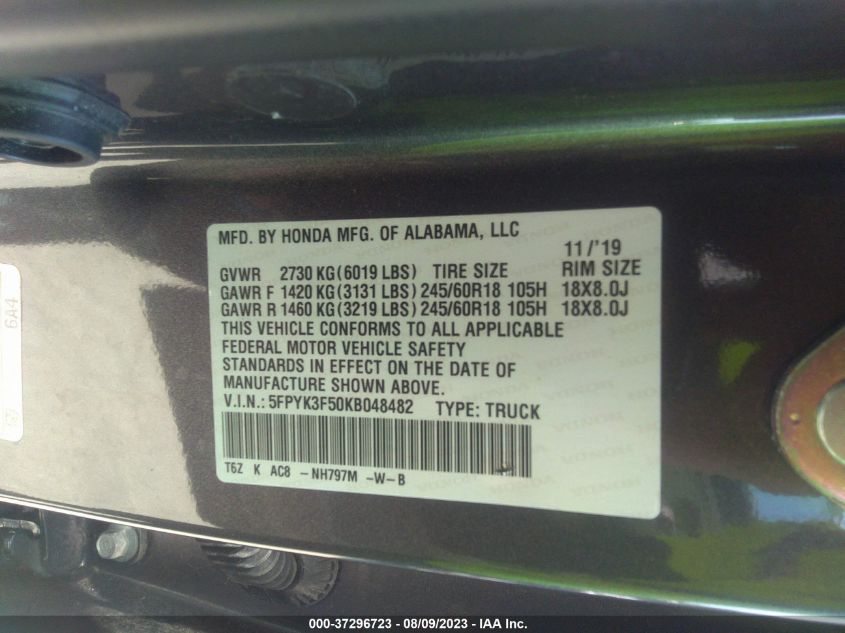 MFD. BY HONDA MFG. OF ALABAMA, LLC
11/'19
GVWR 2730 KG(6019 LBS) TIRE SIZE RIM SIZE
GAWR F 1420 KG(3131 LBS) 245/60R18 105H 18X8.0J
GAWR R 1460 KG(3219 LBS) 245/60R18 105H 18X8.0J
THIS VEHICLE CONFORMS TO ALL APPLICABLE
FEDERAL MOTOR VEHICLE SAFETY
STANDARDS IN EFFECT ON THE DATE OF
MANUFACTURE SHOWN ABOVE.
V.I.N.: 5FPYK3F50KB048482 TYPE: TRUCK
T6Z K AC8 -NH797M -W-B
6A4
000-37296723 - 08/09/2023 - IAA Inc.